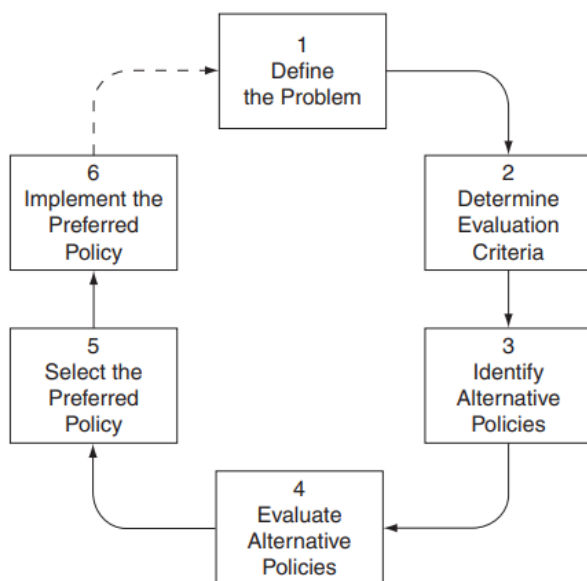 1
Define
the Problem
2
Determine
Evaluation
Criteria
3
Identify
Alternative
Policies
4
Evaluate
Alternative
Policies
5
Select the
Preferred
Policy
6
Implement the
Preferred
Policy